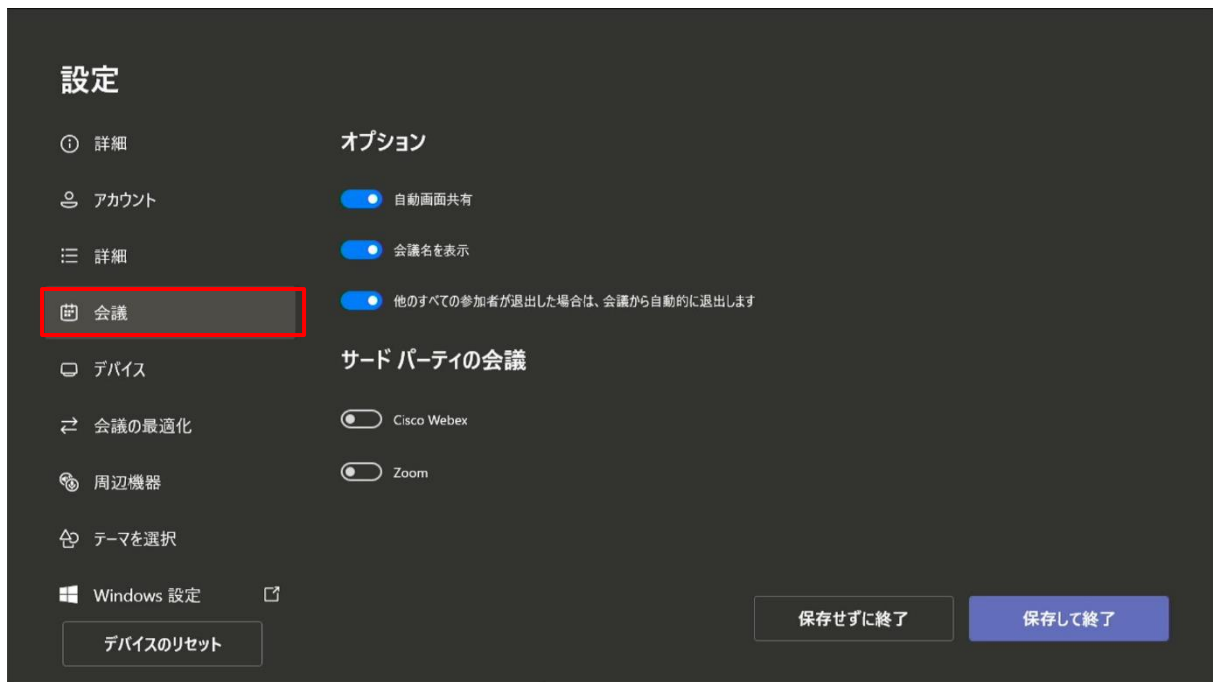 設定
詳細
アカウント
詳細
会議
デバイス
会議の最適化
周辺機器
テーマを選択
Windows 設定
デバイスのリセット
オプション
自動画面共有
会議名を表示
他のすべての参加者が退出した場合は、会議から自動的に退出します
サード パーティの会議
Cisco Webex
Zoom
保存せずに終了
保存して終了